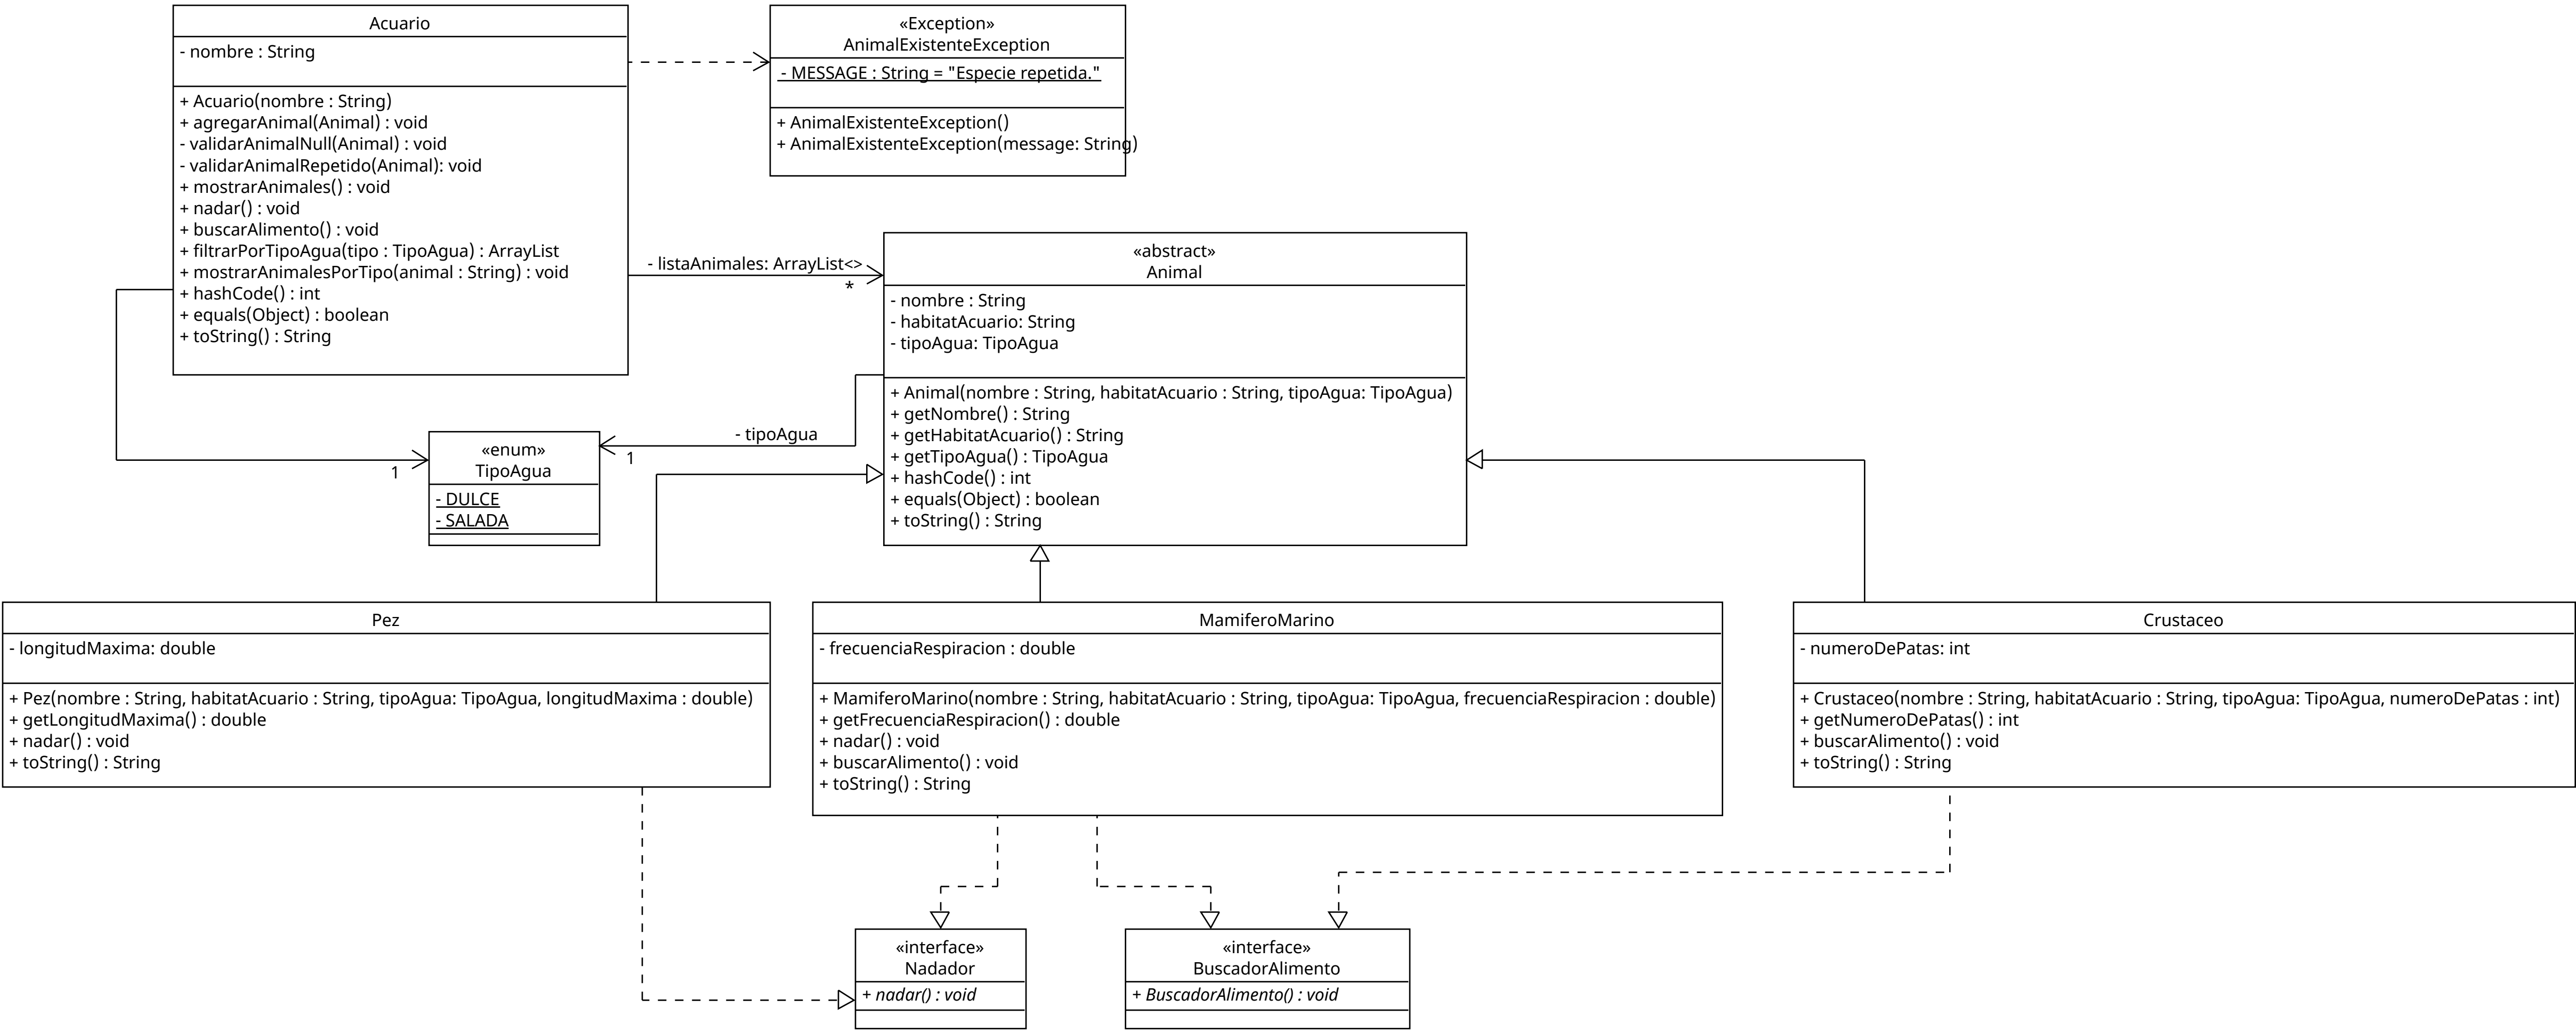 Acuario
- nombre : String
+ Acuario(nombre : String)
+ agregarAnimal(Animal) : void
- validarAnimalNull(Animal) : void
- validarAnimalRepetido(Animal): void
+ mostrarAnimales() : void
+ nadar() : void
+ buscarAlimento() : void
+ filtrarPorTipoAgua(tipo : TipoAgua) : ArrayList
+ mostrarAnimalesPorTipo(animal : String) : void
+ hashCode() : int
+ equals(Object) : boolean
+ toString() : String
«Exception»
AnimalExistenteException
- MESSAGE : String = "Especie repetida."
+ AnimalExistenteException()
+ AnimalExistenteException(message: String)
- listaAnimales: ArrayList<>
*
«abstract»
Animal
- nombre : String
- habitatAcuario: String
- tipoAgua: TipoAgua
+ Animal(nombre : String, habitatAcuario : String, tipoAgua: TipoAgua)
+ getNombre() : String
+ getHabitatAcuario() : String
+ getTipoAgua() : TipoAgua
+ hashCode() : int
+ equals(Object) : boolean
+ toString() : String
- tipoAgua
1
1
«enum»
TipoAgua
- DULCE
- SALADA
Pez
- longitudMaxima: double
+ Pez(nombre : String, habitatAcuario : String, tipoAgua: TipoAgua, longitudMaxima : double)
+ getLongitudMaxima() : double
+ nadar() : void
+ toString() : String
MamiferoMarino
- frecuenciaRespiracion : double
+ MamiferoMarino(nombre : String, habitatAcuario : String, tipoAgua: TipoAgua, frecuenciaRespiracion : double)
+ getFrecuenciaRespiracion() : double
+ nadar() : void
+ buscarAlimento() : void
+ toString() : String
Crustaceo
- numeroDePatas: int
+ Crustaceo(nombre : String, habitatAcuario : String, tipoAgua: TipoAgua, numeroDePatas : int)
+ getNumeroDePatas() : int
+ buscarAlimento() : void
+ toString() : String
«interface»
Nadador
+ nadar() : void
«interface»
BuscadorAlimento
+ BuscadorAlimento() : void